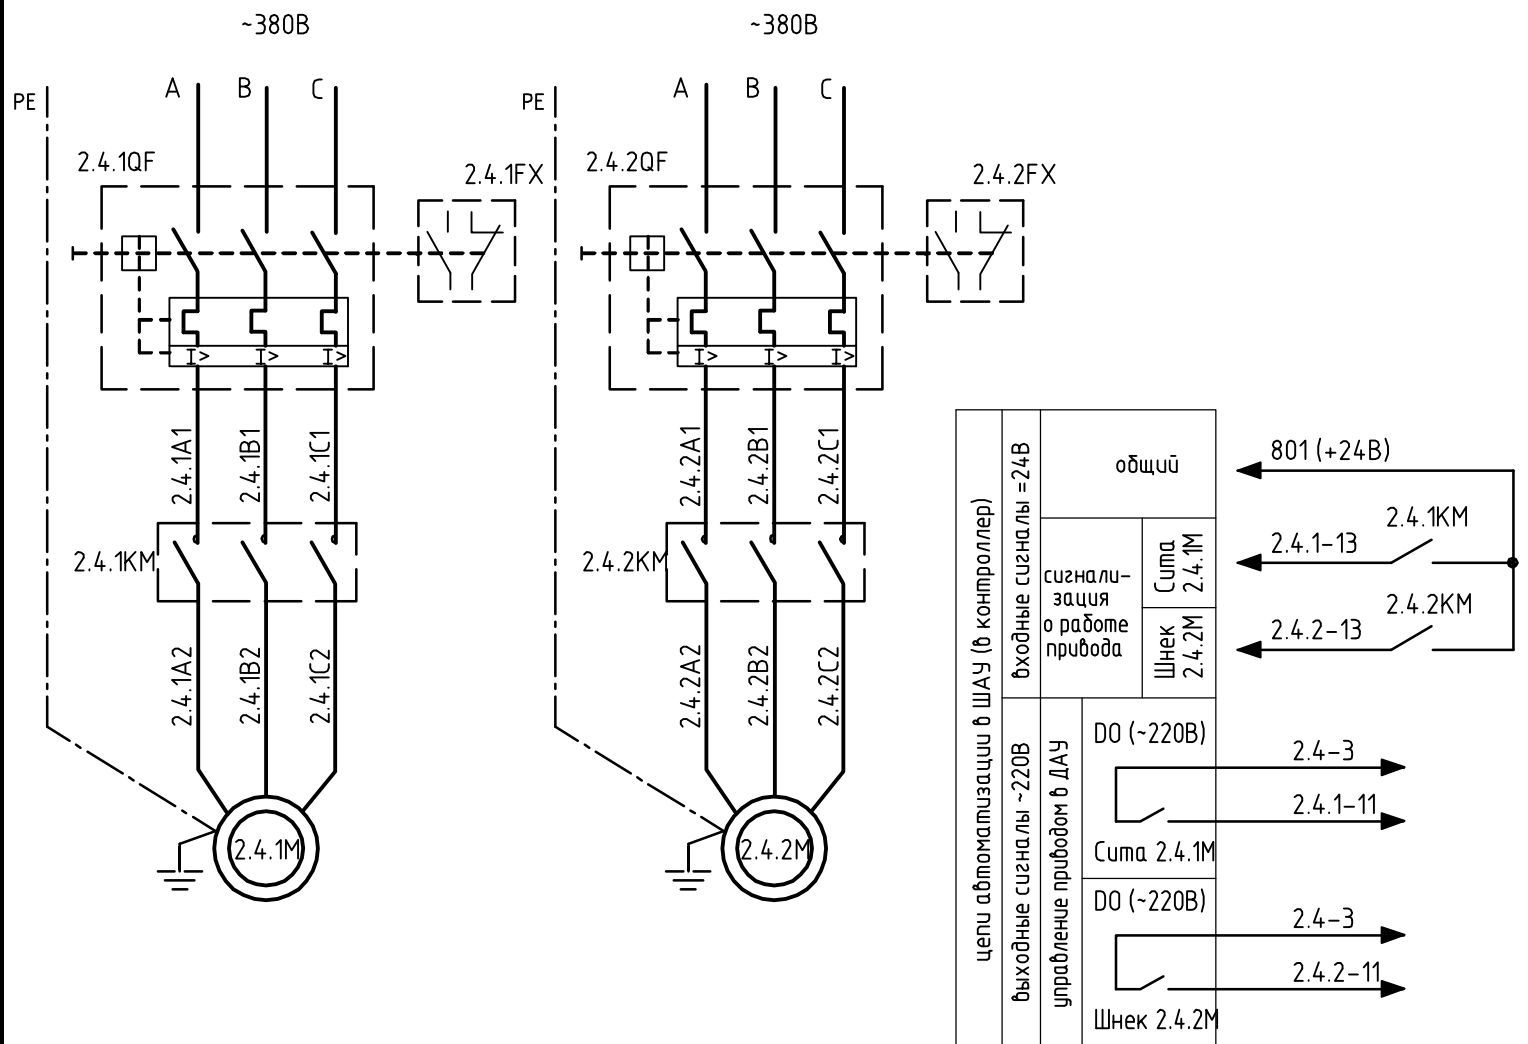 ~380В
~380В
PE
A
B
C
PE
A
B
C
2.4.1QF
2.4.1FX
2.4.2QF
2.4.2FX
I>
I>
I>
I>
I>
I>
2.4.1A1
2.4.1B1
2.4.1C1
2.4.2A1
2.4.2B1
2.4.2C1
2.4.1KM
2.4.2KM
2.4.1A2
2.4.1B2
2.4.1C2
2.4.2A2
2.4.2B2
2.4.2C2
2.4.1M
2.4.2M
цепи автоматизации в ШАУ (в контроллер)
входные сигналы =24В
общий
801 (+24В)
сигнали-
зация
о работе
привода
Сита
2.4.1М
2.4.1-13
2.4.1KM
Шнек
2.4.2М
2.4.2-13
2.4.2KM
выходные сигналы ~220В
управление приводом в ДАУ
DO (~220В)
2.4-3
2.4.1-11
Сита 2.4.1М
DO (~220В)
2.4-3
2.4.2-11
Шнек 2.4.2М